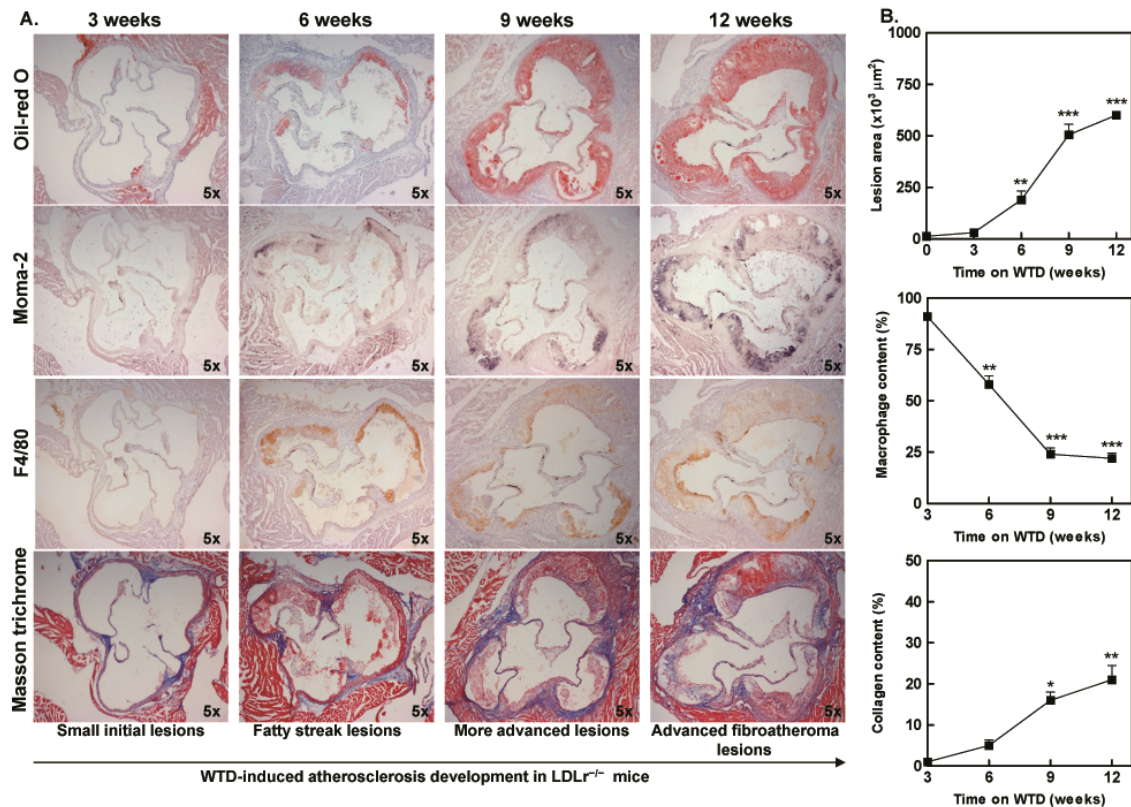 A.
3 weeks
6 weeks
9 weeks
12 weeks
Oil-red O
5x
5x
5x
5x
Moma-2
5x
5x
5x
5x
F4/80
5x
5x
5x
5x
Masson trichrome
5x
5x
5x
5x
Small initial lesions
Fatty streak lesions
More advanced lesions
Advanced fibroatheroma
lesions
WTD-induced atherosclerosis development in LDLr⁻/⁻ mice
B.
Lesion area (x10³ µm²)
1000
750
500
250
0
**
***
***
0 3 6 9 12
Time on WTD (weeks)
Macrophage content (%)
100
75
50
25
0
**
***
***
3 6 9 12
Time on WTD (weeks)
Collagen content (%)
50
40
30
20
10
0
*
**
3 6 9 12
Time on WTD (weeks)